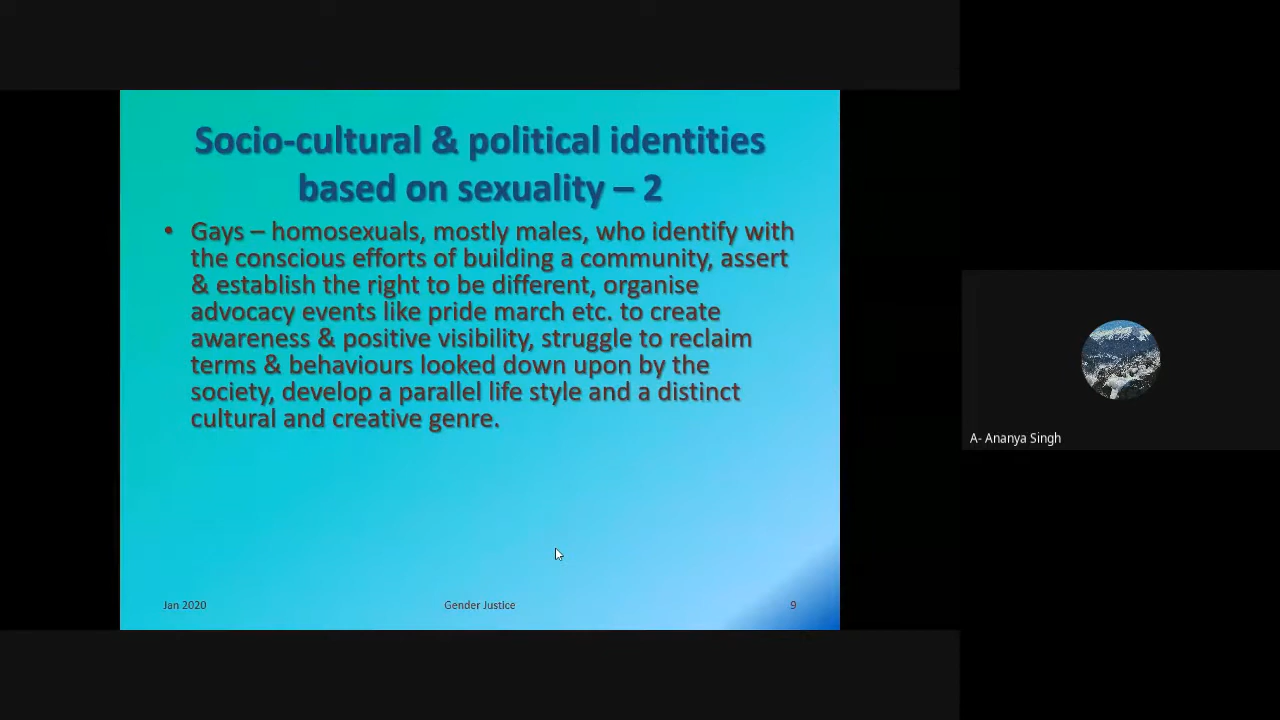 Socio-cultural & political identities
based on sexuality – 2
• Gays – homosexuals, mostly males, who identify with
the conscious efforts of building a community, assert
& establish the right to be different, organise
advocacy events like pride march etc. to create
awareness & positive visibility, struggle to reclaim
terms & behaviours looked down upon by the
society, develop a parallel life style and a distinct
cultural and creative genre.
Jan 2020
Gender Justice
9
A- Ananya Singh